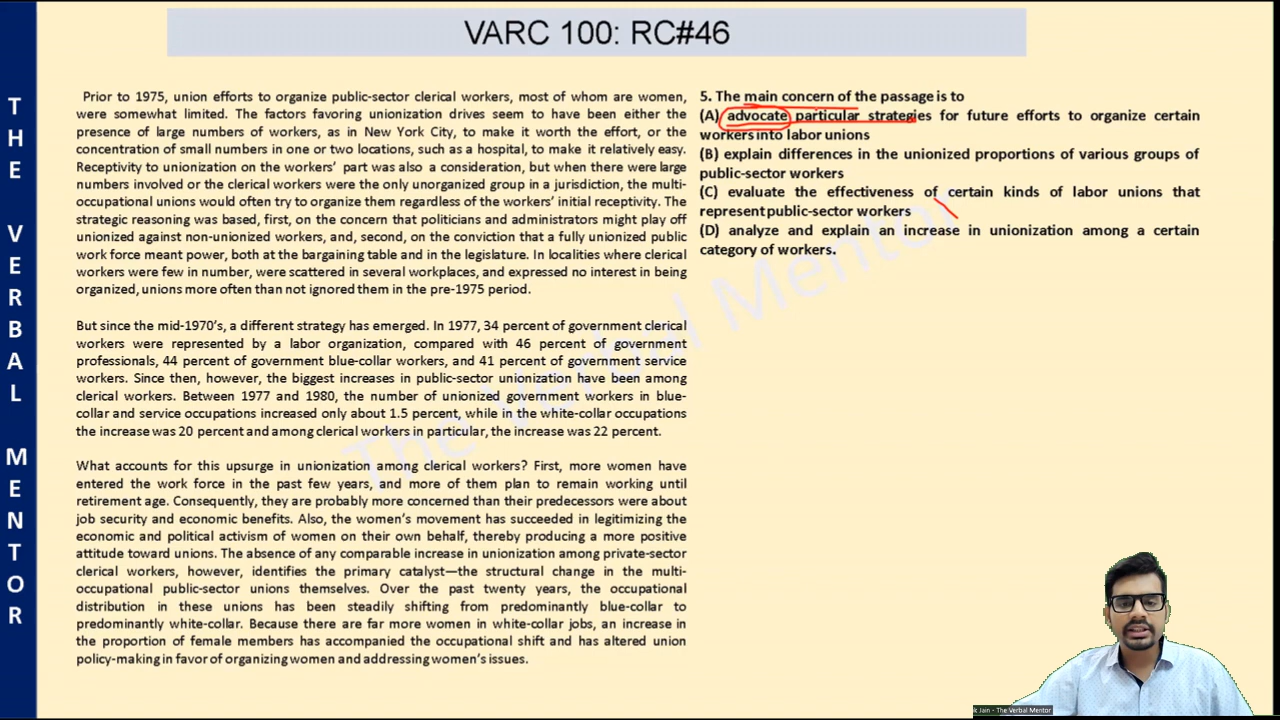 VARC 100: RC#46
THE VERBAL MENTOR
Prior to 1975, union efforts to organize public-sector clerical workers, most of whom are women,
were somewhat limited. The factors favoring unionization drives seem to have been either the
presence of large numbers of workers, as in New York City, to make it worth the effort, or the
concentration of small numbers in one or two locations, such as a hospital, to make it relatively easy.
Receptivity to unionization on the workers' part was also a consideration, but when there were large
numbers involved or the clerical workers were the only unorganized group in a jurisdiction, the multi-
occupational unions would often try to organize them regardless of the workers' initial receptivity. The
strategic reasoning was based, first, on the concern that politicians and administrators might play off
unionized against non-unionized workers, and, second, on the conviction that a fully unionized public
work force meant power, both at the bargaining table and in the legislature. In localities where clerical
workers were few in number, were scattered in several workplaces, and expressed no interest in being
organized, unions more often than not ignored them in the pre-1975 period.
But since the mid-1970's, a different strategy has emerged. In 1977, 34 percent of government clerical
workers were represented by a labor organization, compared with 46 percent of government
professionals, 44 percent of government blue-collar workers, and 41 percent of government service
workers. Since then, however, the biggest increases in public-sector unionization have been among
clerical workers. Between 1977 and 1980, the number of unionized government workers in blue-
collar and service occupations increased only about 1.5 percent, while in the white-collar occupations
the increase was 20 percent and among clerical workers in particular, the increase was 22 percent.
What accounts for this upsurge in unionization among clerical workers? First, more women have
entered the work force in the past few years, and more of them plan to remain working until
retirement age. Consequently, they are probably more concerned than their predecessors were about
job security and economic benefits. Also, the women's movement has succeeded in legitimizing the
economic and political activism of women on their own behalf, thereby producing a more positive
attitude toward unions. The absence of any comparable increase in unionization among private-sector
clerical workers, however, identifies the primary catalyst—the structural change in the multi-
occupational public-sector unions themselves. Over the past twenty years, the occupational
distribution in these unions has been steadily shifting from predominantly blue-collar to
predominantly white-collar. Because there are far more women in white-collar jobs, an increase in
the proportion of female members has accompanied the occupational shift and has altered union
policy-making in favor of organizing women and addressing women's issues.
5. The main concern of the passage is to
(A) advocate particular strategies for future efforts to organize certain
workers into labor unions
(B) explain differences in the unionized proportions of various groups of
public-sector workers
(C) evaluate the effectiveness of certain kinds of labor unions that
represent public-sector workers
(D) analyze and explain an increase in unionization among a certain
category of workers.
The Verbal Mentor
Jain - The Verbal Mentor